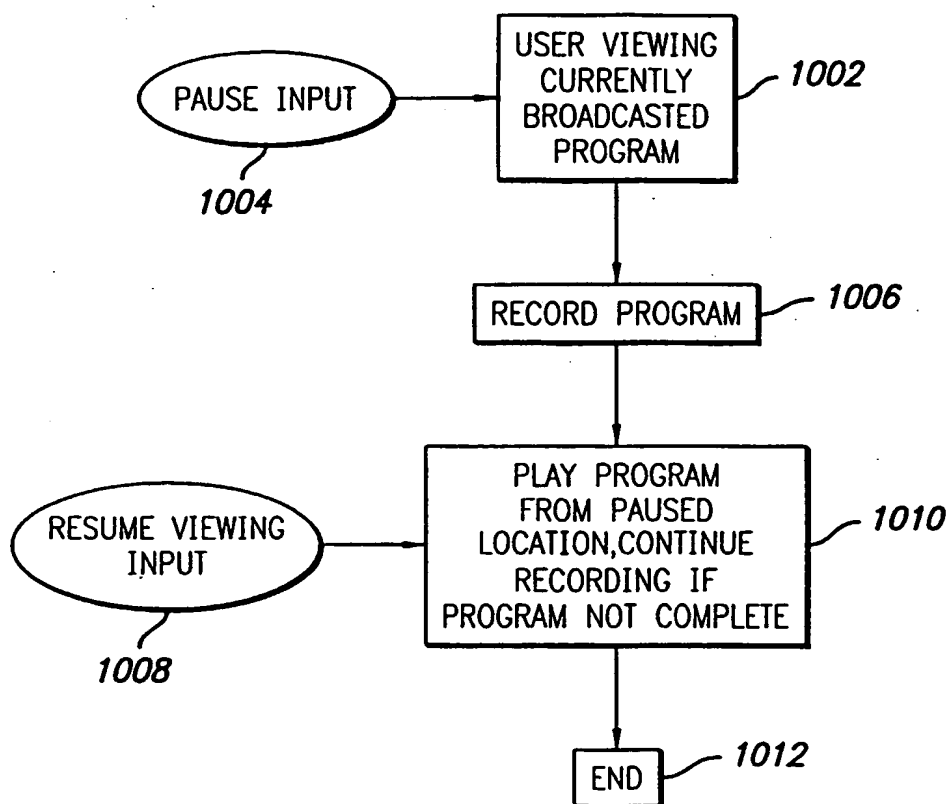 USER VIEWING
CURRENTLY
BROADCASTED
PROGRAM
1002
PAUSE INPUT
1004
RECORD PROGRAM
1006
PLAY PROGRAM
FROM PAUSED
LOCATION,CONTINUE
RECORDING IF
PROGRAM NOT COMPLETE
1010
RESUME VIEWING
INPUT
1008
END
1012